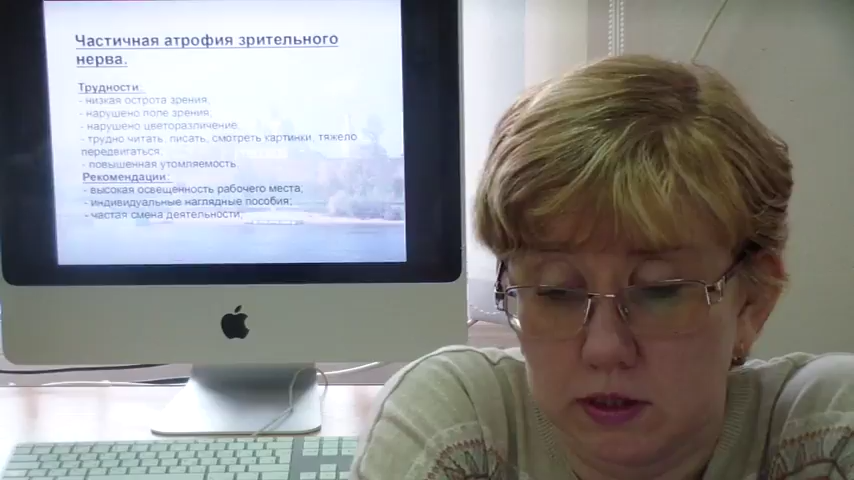 Частичная атрофия зрительного
нерва.
Трудности:
- низкая острота зрения,
- нарушено поле зрения,
- нарушено цветоразличение,
- трудно читать, писать, смотреть картинки, тяжело
передвигаться,
- повышенная утомляемость.
Рекомендации:
- высокая освещенность рабочего места,
- индивидуальные наглядные пособия;
- частая смена деятельности;